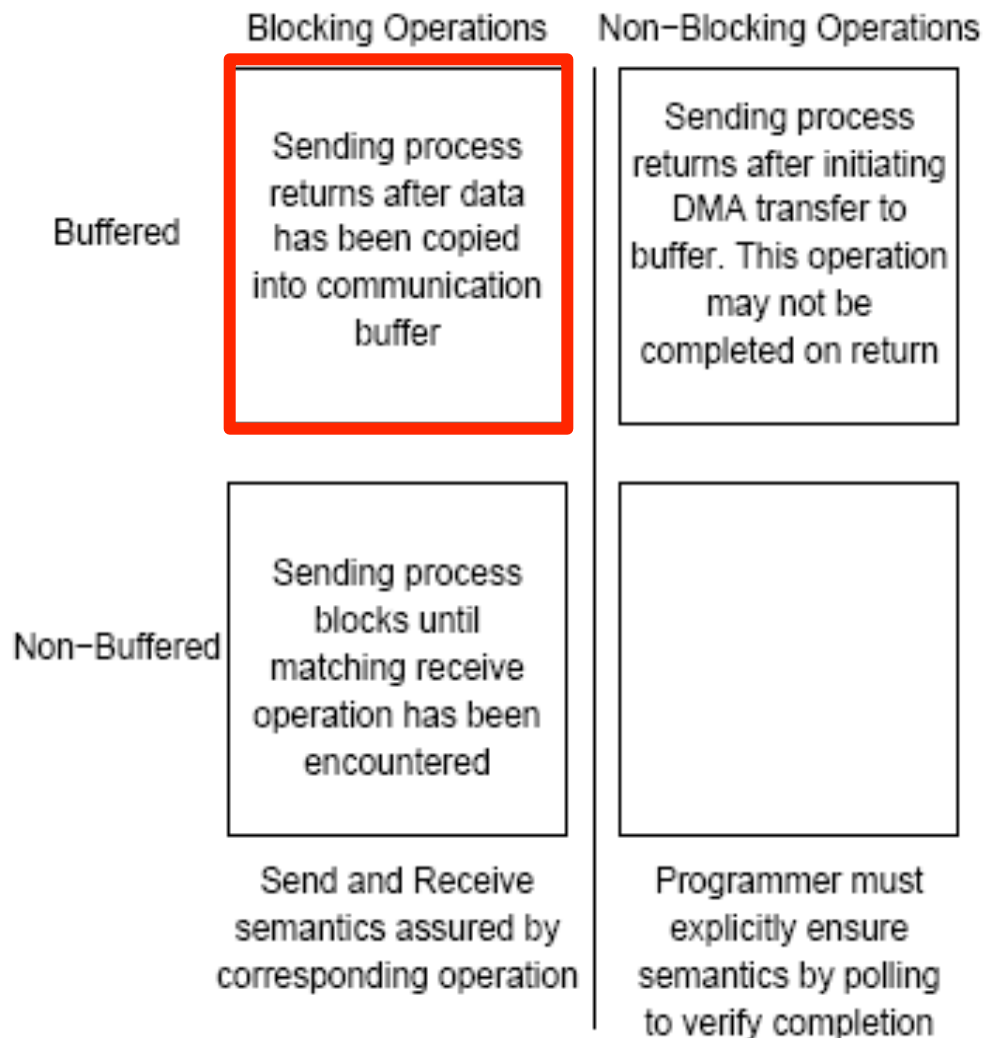 Blocking Operations
Non-Blocking Operations
Buffered
Sending process
returns after data
has been copied
into communication
buffer
Sending process
returns after initiating
DMA transfer to
buffer. This operation
may not be
completed on return
Non-Buffered
Sending process
blocks until
matching receive
operation has been
encountered
Send and Receive
semantics assured by
corresponding operation
Programmer must
explicitly ensure
semantics by polling
to verify completion